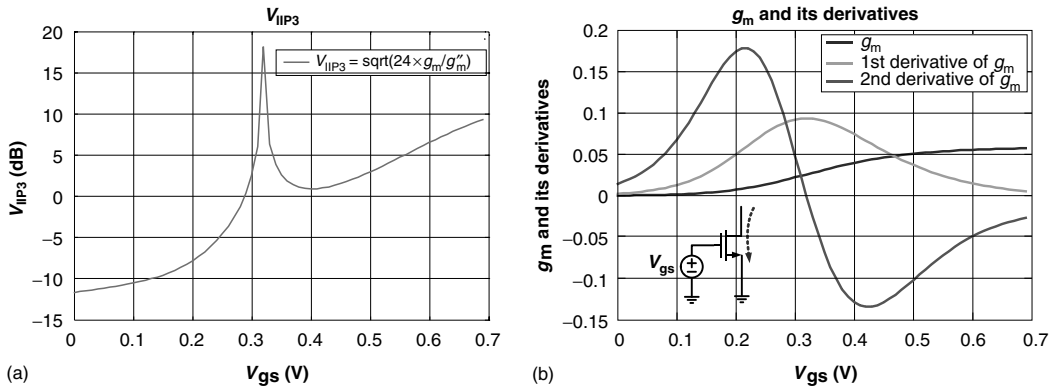 V_IIP3
V_IIP3 = sqrt(24×g_m/g″_m)
20
15
10
5
0
−5
−10
−15
V_IIP3 (dB)
0 0.1 0.2 0.3 0.4 0.5 0.6 0.7
(a)
V_gs (V)
g_m and its derivatives
g_m
1st derivative of g_m
2nd derivative of g_m
0.2
0.15
0.1
0.05
0
−0.05
−0.1
−0.15
g_m and its derivatives
V_gs
+
−
0 0.1 0.2 0.3 0.4 0.5 0.6 0.7
(b)
V_gs (V)